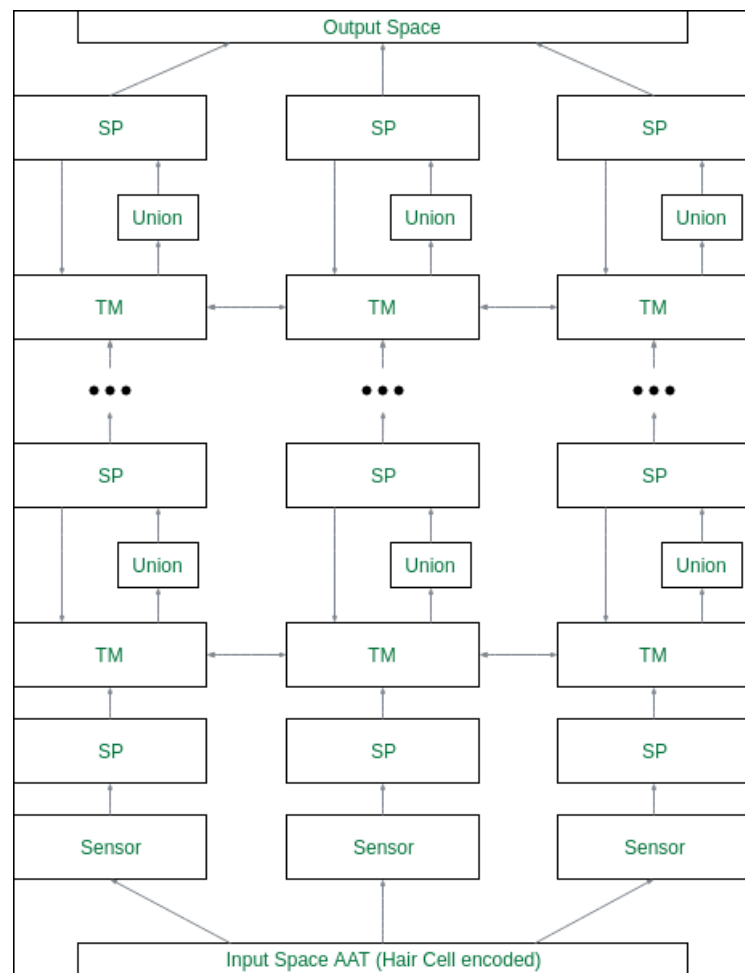 Output Space
SP SP SP
Union Union Union
TM TM TM
SP SP SP
Union Union Union
TM TM TM
SP SP SP
Sensor Sensor Sensor
Input Space AAT (Hair Cell encoded)